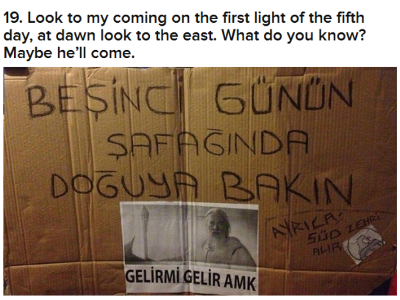 19. Look to my coming on the first light of the fifth
day, at dawn look to the east. What do you know?
Maybe he'll come.
BEŞİNCİ GÜNÜN
ŞAFAĞINDA
DOĞUYA BAKIN
AYRICA-
SÜD
ALIR
GELİRMİ GELİR AMK